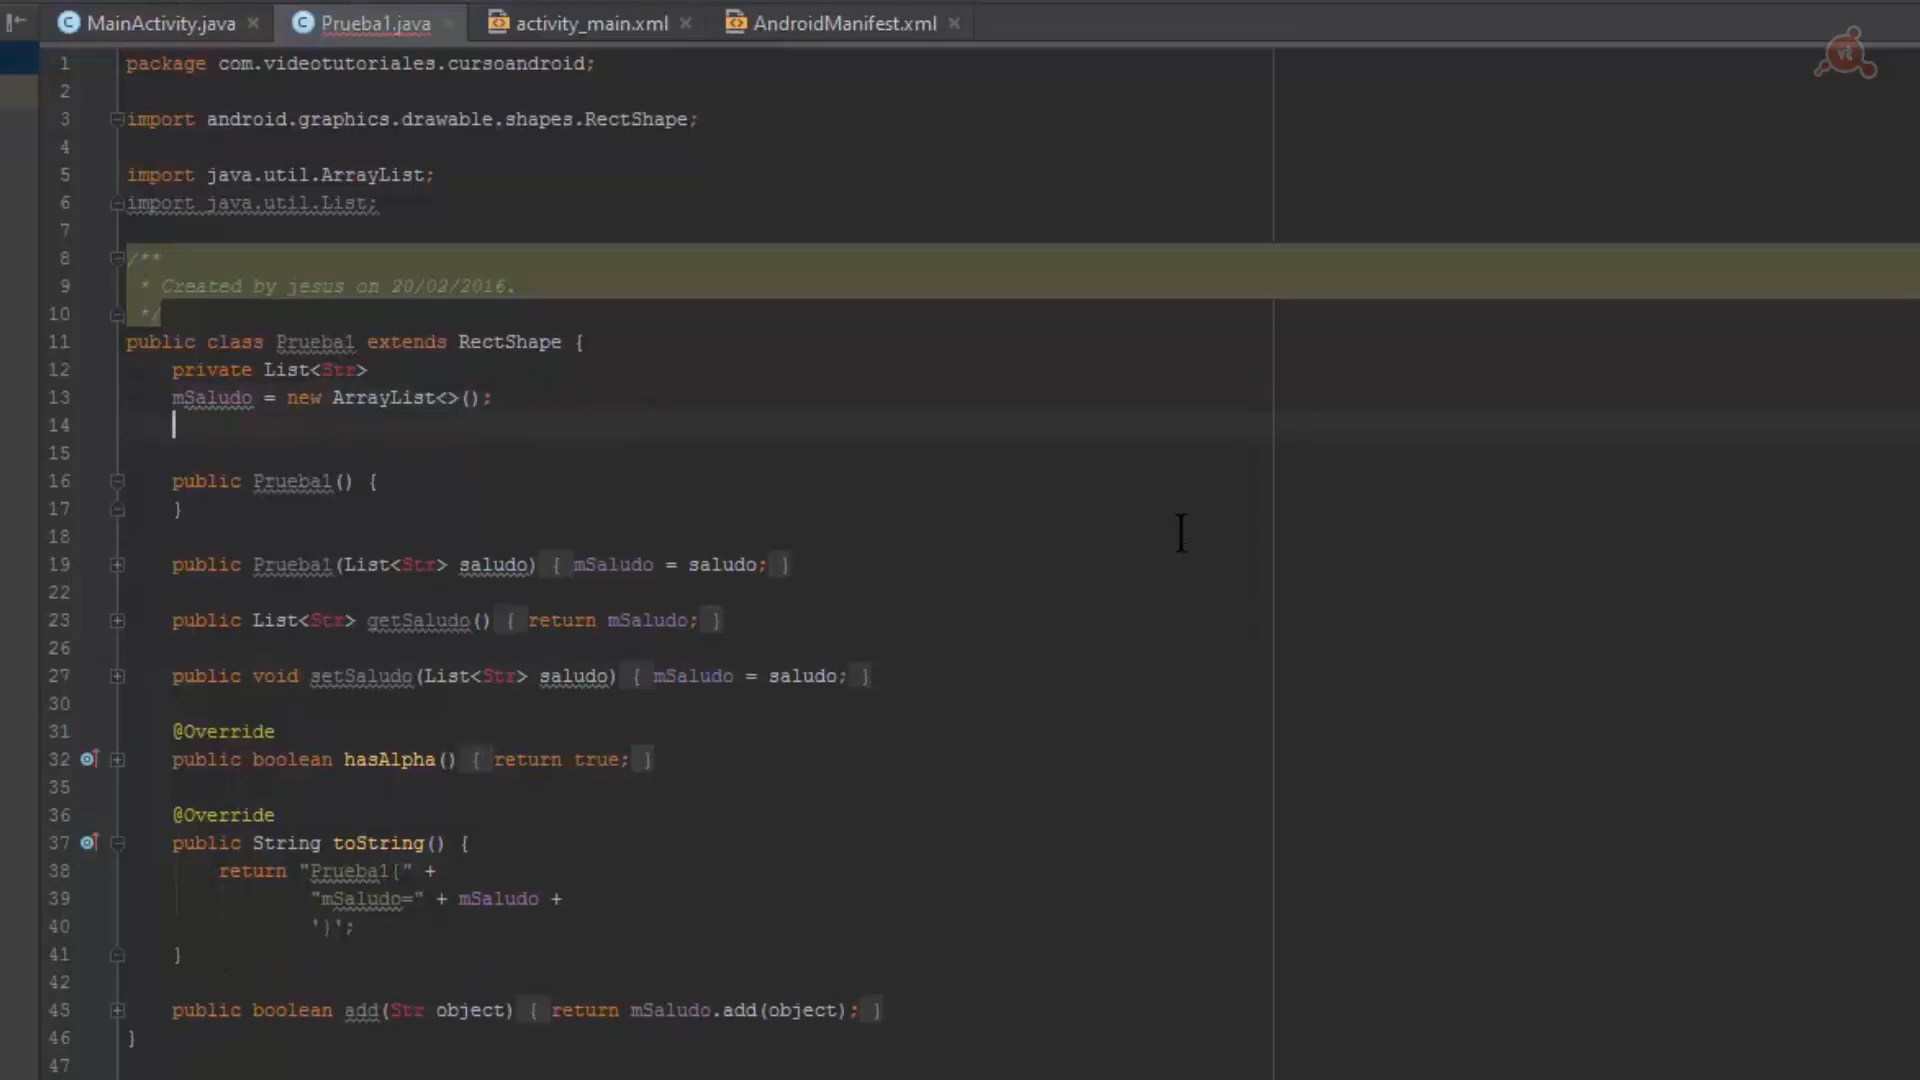 MainActivity.java Prueba1.java activity_main.xml AndroidManifest.xml
vt
1 package com.videotutoriales.cursoandroid;
2
3 import android.graphics.drawable.shapes.RectShape;
4
5 import java.util.ArrayList;
6 import java.util.List;
7
8 /**
9 * Created by jesus on 20/02/2016.
10 */
11 public class Prueba1 extends RectShape {
12 private List<Str>
13 mSaludo = new ArrayList<>();
14
15
16 public Prueba1() {
17 }
18
19 public Prueba1(List<Str> saludo) { mSaludo = saludo; }
22
23 public List<Str> getSaludo() { return mSaludo; }
26
27 public void setSaludo(List<Str> saludo) { mSaludo = saludo; }
30
31 @Override
32 public boolean hasAlpha() { return true; }
35
36 @Override
37 public String toString() {
38 return "Prueba1{" +
39 "mSaludo=" + mSaludo +
40 '}';
41 }
42
43 public boolean add(Str object) { return mSaludo.add(object); }
46 }
47